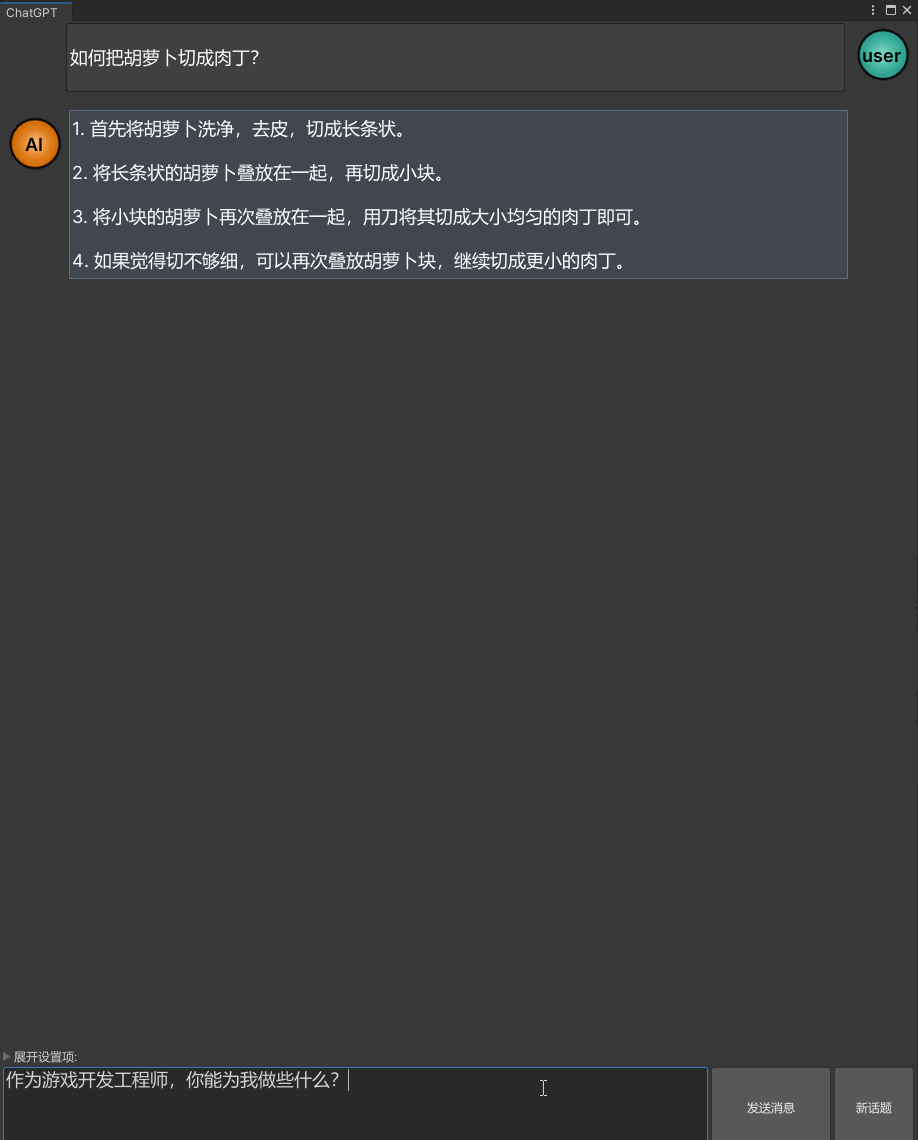 ChatGPT
如何把胡萝卜切成肉丁？
user
AI
1. 首先将胡萝卜洗净，去皮，切成长条状。
2. 将长条状的胡萝卜叠放在一起，再切成小块。
3. 将小块的胡萝卜再次叠放在一起，用刀将其切成大小均匀的肉丁即可。
4. 如果觉得切不够细，可以再次叠放胡萝卜块，继续切成更小的肉丁。
展开设置项:
作为游戏开发工程师，你能为我做些什么？
发送消息
新话题